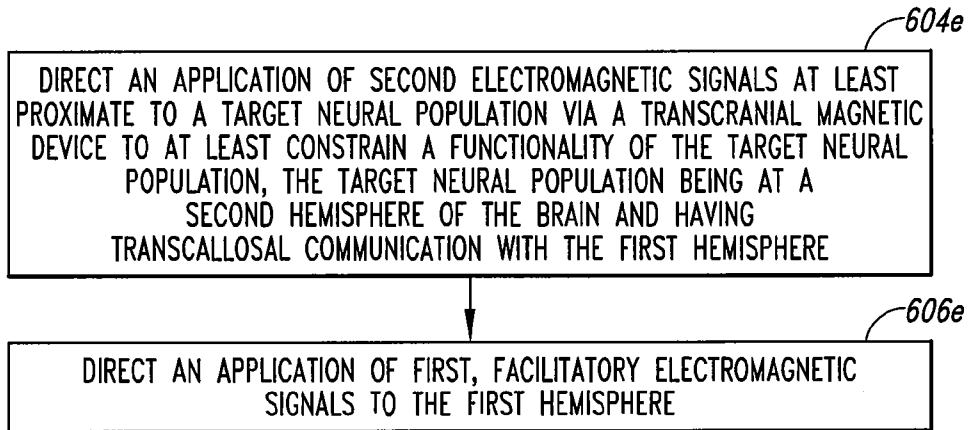 604e
DIRECT AN APPLICATION OF SECOND ELECTROMAGNETIC SIGNALS AT LEAST
PROXIMATE TO A TARGET NEURAL POPULATION VIA A TRANSCRANIAL MAGNETIC
DEVICE TO AT LEAST CONSTRAIN A FUNCTIONALITY OF THE TARGET NEURAL
POPULATION, THE TARGET NEURAL POPULATION BEING AT A
SECOND HEMISPHERE OF THE BRAIN AND HAVING
TRANSCALLOSAL COMMUNICATION WITH THE FIRST HEMISPHERE
606e
DIRECT AN APPLICATION OF FIRST, FACILITATORY ELECTROMAGNETIC
SIGNALS TO THE FIRST HEMISPHERE